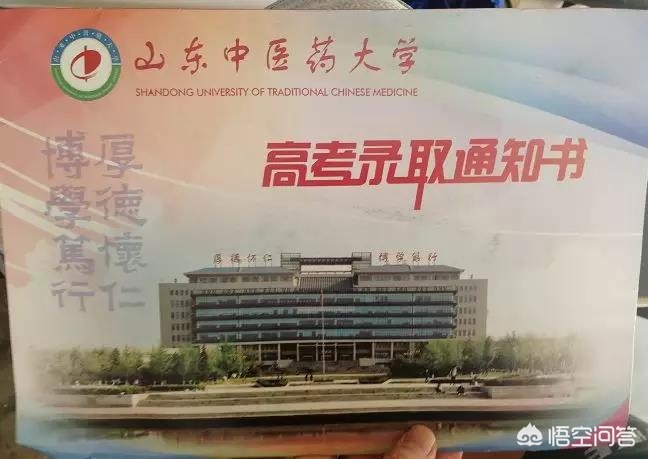 山东中医药大学
SHANDONG UNIVERSITY OF TRADITIONAL CHINESE MEDICINE
高考录取通知书
厚德懷仁
博學篤行
厚德怀仁 博学笃行
悟空问答